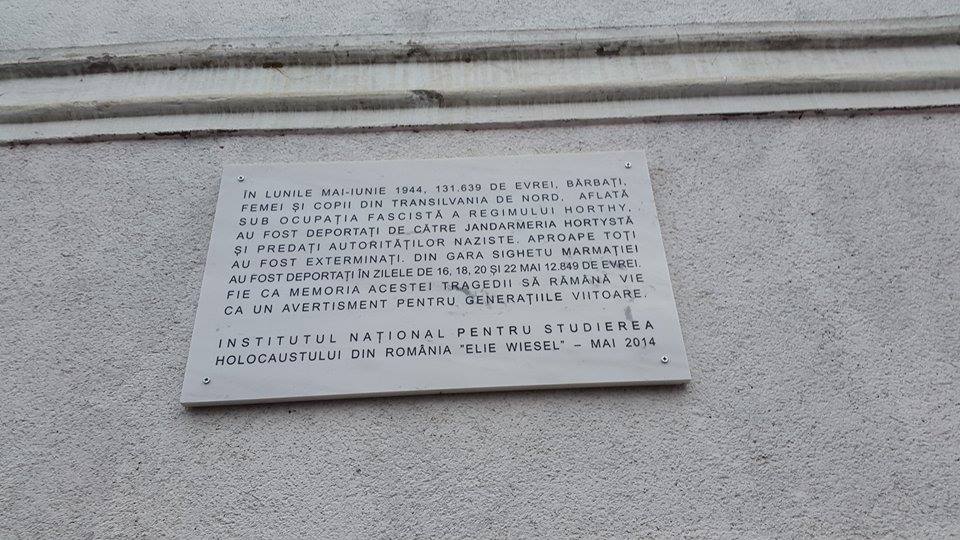 ÎN LUNILE MAI-IUNIE 1944, 131.639 DE EVREI, BĂRBAȚI,
FEMEI ȘI COPII DIN TRANSILVANIA DE NORD, AFLATĂ
SUB OCUPAȚIA FASCISTĂ A REGIMULUI HORTHY,
AU FOST DEPORTAȚI DE CĂTRE JANDARMERIA HORTYSTĂ
ȘI PREDAȚI AUTORITĂȚILOR NAZISTE. APROAPE TOȚI
AU FOST EXTERMINAȚI. DIN GARA SIGHETU MARMAȚIEI
AU FOST DEPORTAȚI ÎN ZILELE DE 16, 18, 20 ȘI 22 MAI 12.849 DE EVREI.
FIE CA MEMORIA ACESTEI TRAGEDII SĂ RĂMÂNĂ VIE
CA UN AVERTISMENT PENTRU GENERAȚIILE VIITOARE.
INSTITUTUL NAȚIONAL PENTRU STUDIEREA
HOLOCAUSTULUI DIN ROMÂNIA "ELIE WIESEL" – MAI 2014